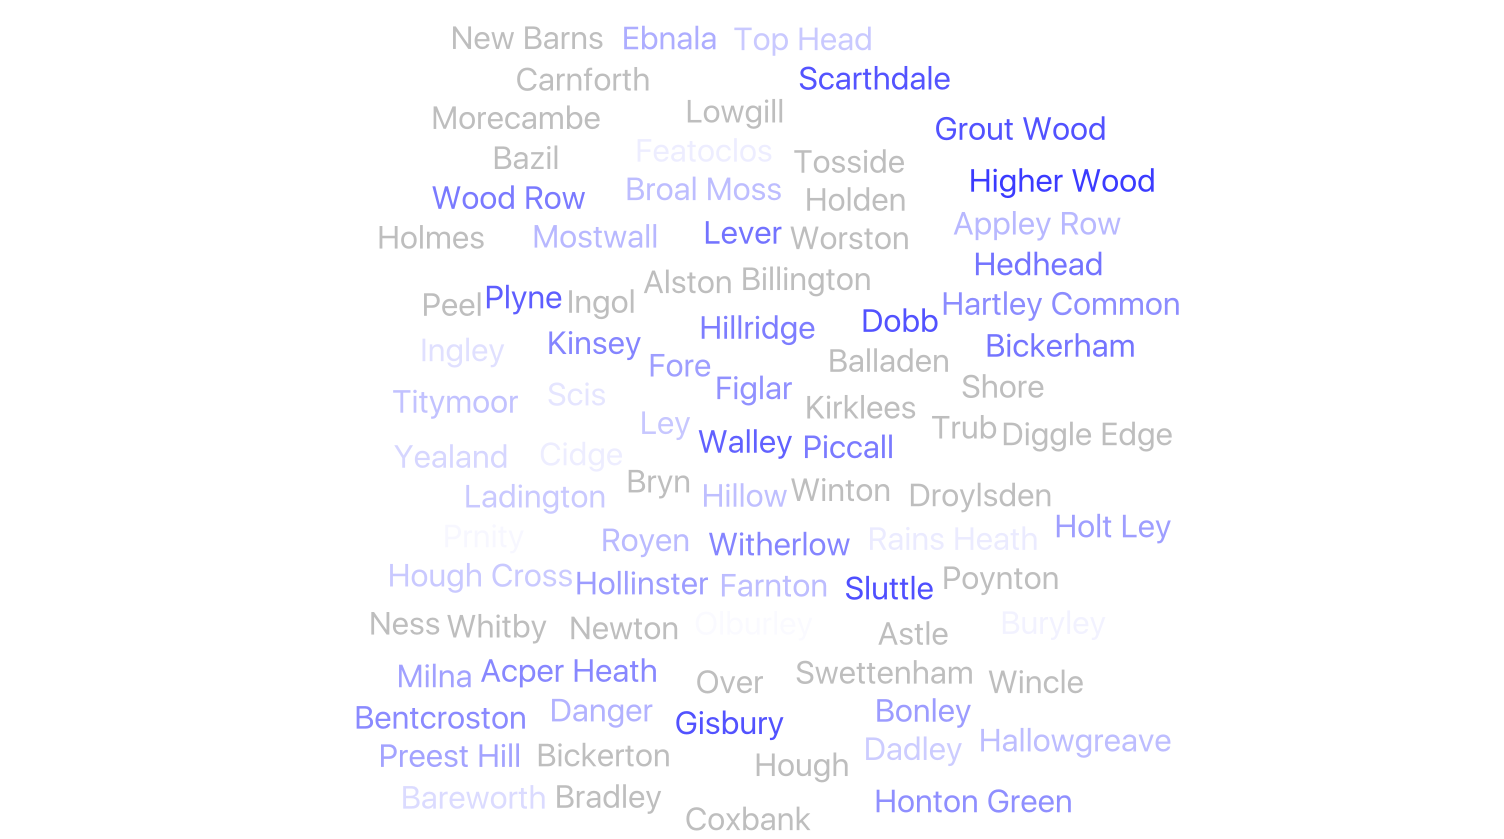 New Barns Ebnala Top Head
Carnforth Scarthdale
Morecambe Lowgill
Grout Wood
Bazil Featoclos Tosside
Higher Wood
Wood Row Broal Moss Holden
Appley Row
Holmes Mostwall Lever Worston
Hedhead
Alston Billington
Peel Plyne Ingol Hartley Common
Hillridge Dobb
Ingley Kinsey Bickerham
Fore Balladen
Figlar Shore
Titymoor Scis Kirklees
Ley Trub Diggle Edge
Walley Piccall
Yealand Cidge
Bryn Winton
Ladington Hillow Droylsden
Holt Ley
Prnity Royen Witherlow Rains Heath
Hough Cross Hollinster Farnton Sluttle Poynton
Ness Whitby Newton Olburley Astle Buryley
Milna Acper Heath Over Swettenham Wincle
Bentcroston Danger Gisbury Bonley
Hallowgreave
Preest Hill Bickerton Hough Dadley
Bareworth Bradley Honton Green
Coxbank